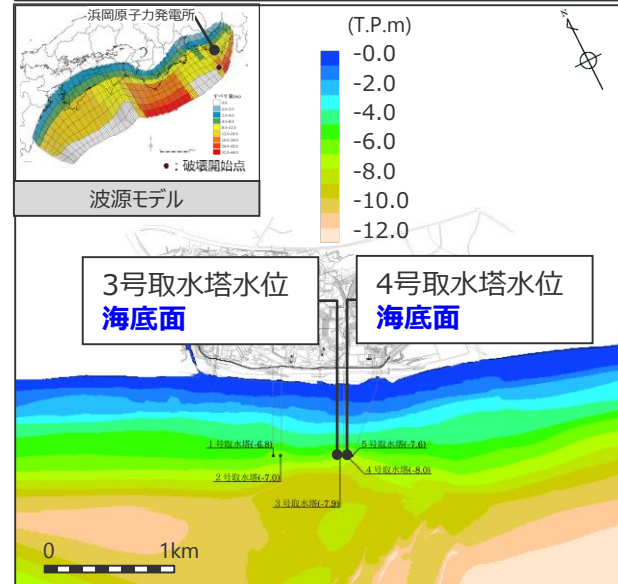 浜岡原子力発電所
すべり量(m)
●:破壊開始点
波源モデル
(T.P.m)
-0.0
-2.0
-4.0
-6.0
-8.0
-10.0
-12.0
3号取水塔水位
海底面
4号取水塔水位
海底面
1号取水塔(-6.8)
5号取水塔(-7.6)
2号取水塔(-7.0)
4号取水塔(-8.0)
3号取水塔(-7.9)
0 1km